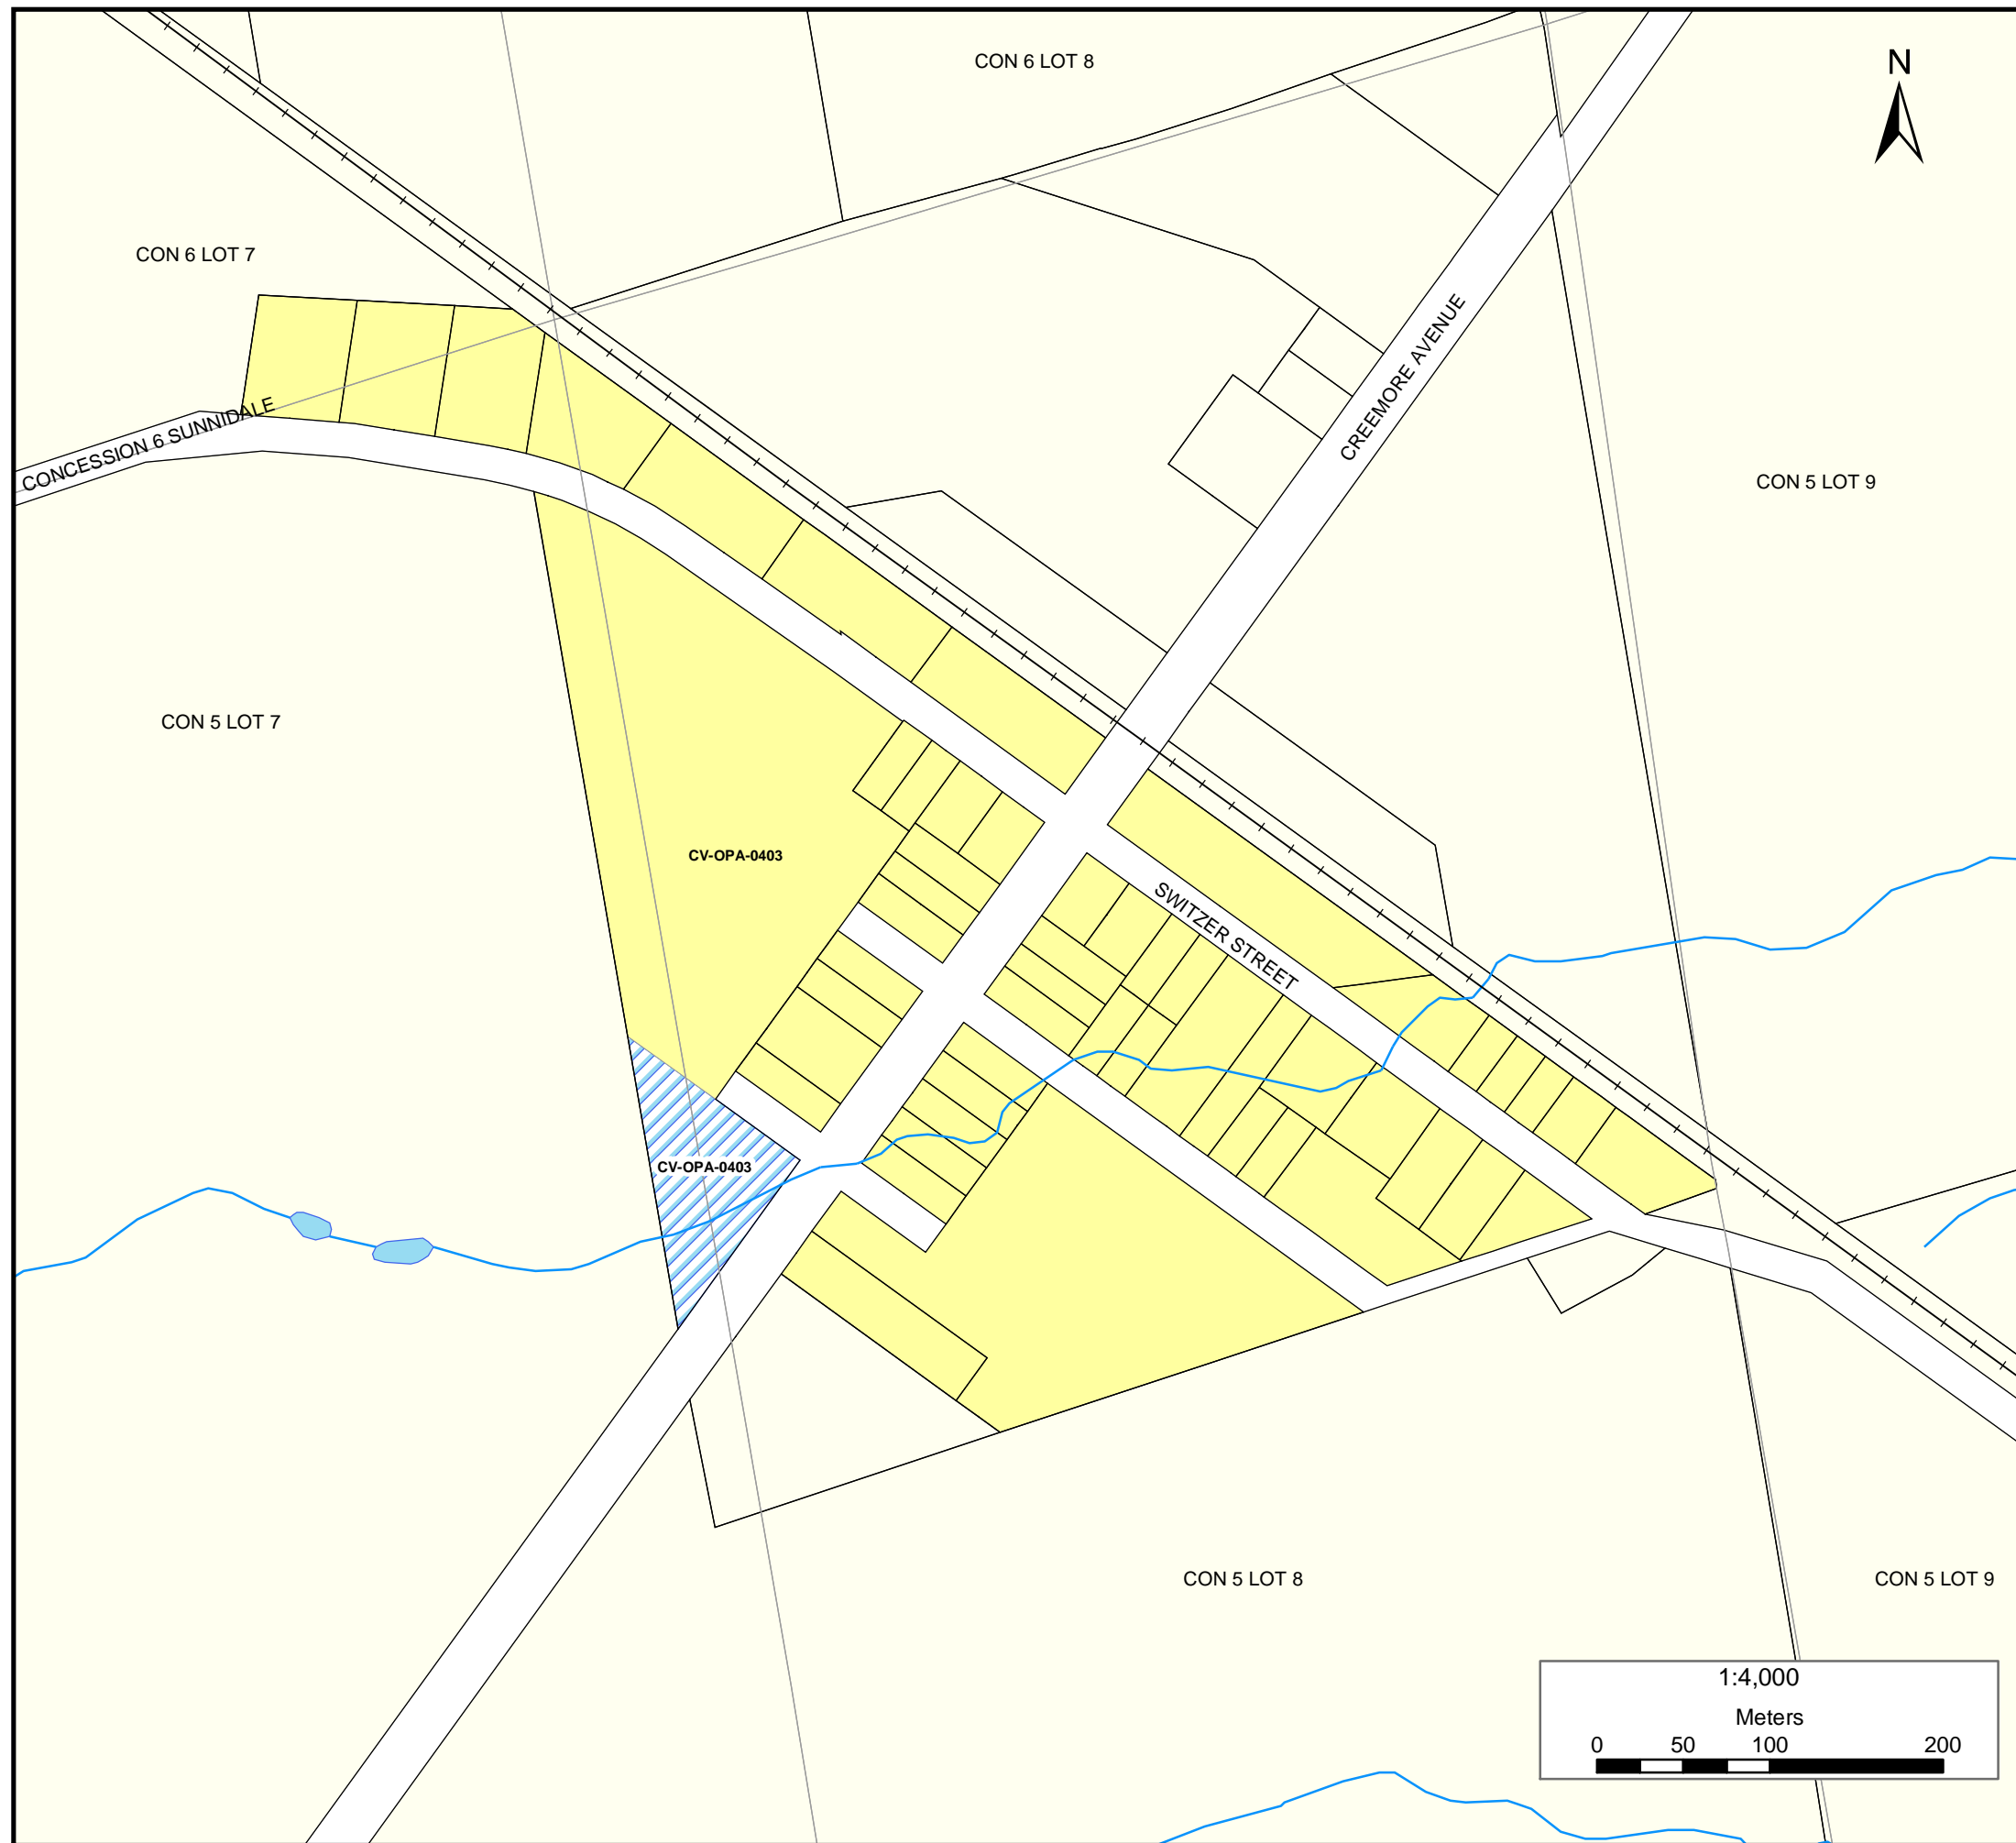 CON 6 LOT 8
N
CON 6 LOT 7
CREEMORE AVENUE
CONCESSION 6 SUNNIDALE
CON 5 LOT 9
CON 5 LOT 7
CV-OPA-0403
SWITZER STREET
CV-OPA-0403
CON 5 LOT 8
CON 5 LOT 9
1:4,000
Meters
0 50 100 200